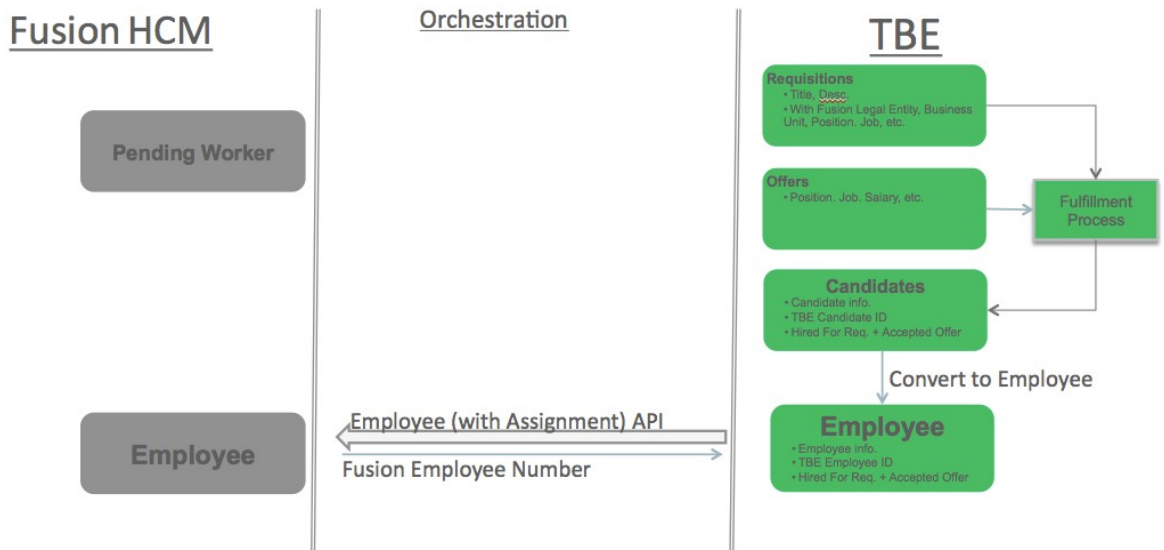 Fusion HCM
Orchestration
TBE
Pending Worker
Requisitions
• Title, Desc.
• With Fusion Legal Entity, Business
Unit, Position. Job, etc.
Offers
• Position. Job. Salary, etc.
Fulfillment
Process
Candidates
• Candidate info.
• TBE Candidate ID
• Hired For Req. + Accepted Offer
Convert to Employee
Employee
Employee (with Assignment) API
Fusion Employee Number
Employee
• Employee info.
• TBE Employee ID
• Hired For Req. + Accepted Offer